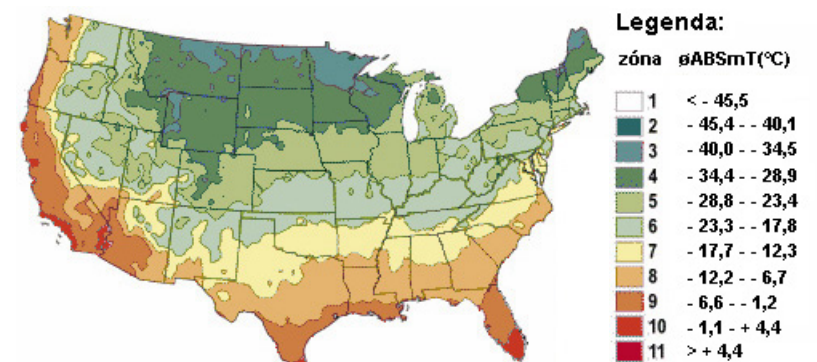 Legenda:
zóna øABSmT(°C)
1 < - 45,5
2 - 45,4 - - 40,1
3 - 40,0 - - 34,5
4 - 34,4 - - 28,9
5 - 28,8 - - 23,4
6 - 23,3 - - 17,8
7 - 17,7 - - 12,3
8 - 12,2 - - 6,7
9 - 6,6 - - 1,2
10 - 1,1 - + 4,4
11 > + 4,4